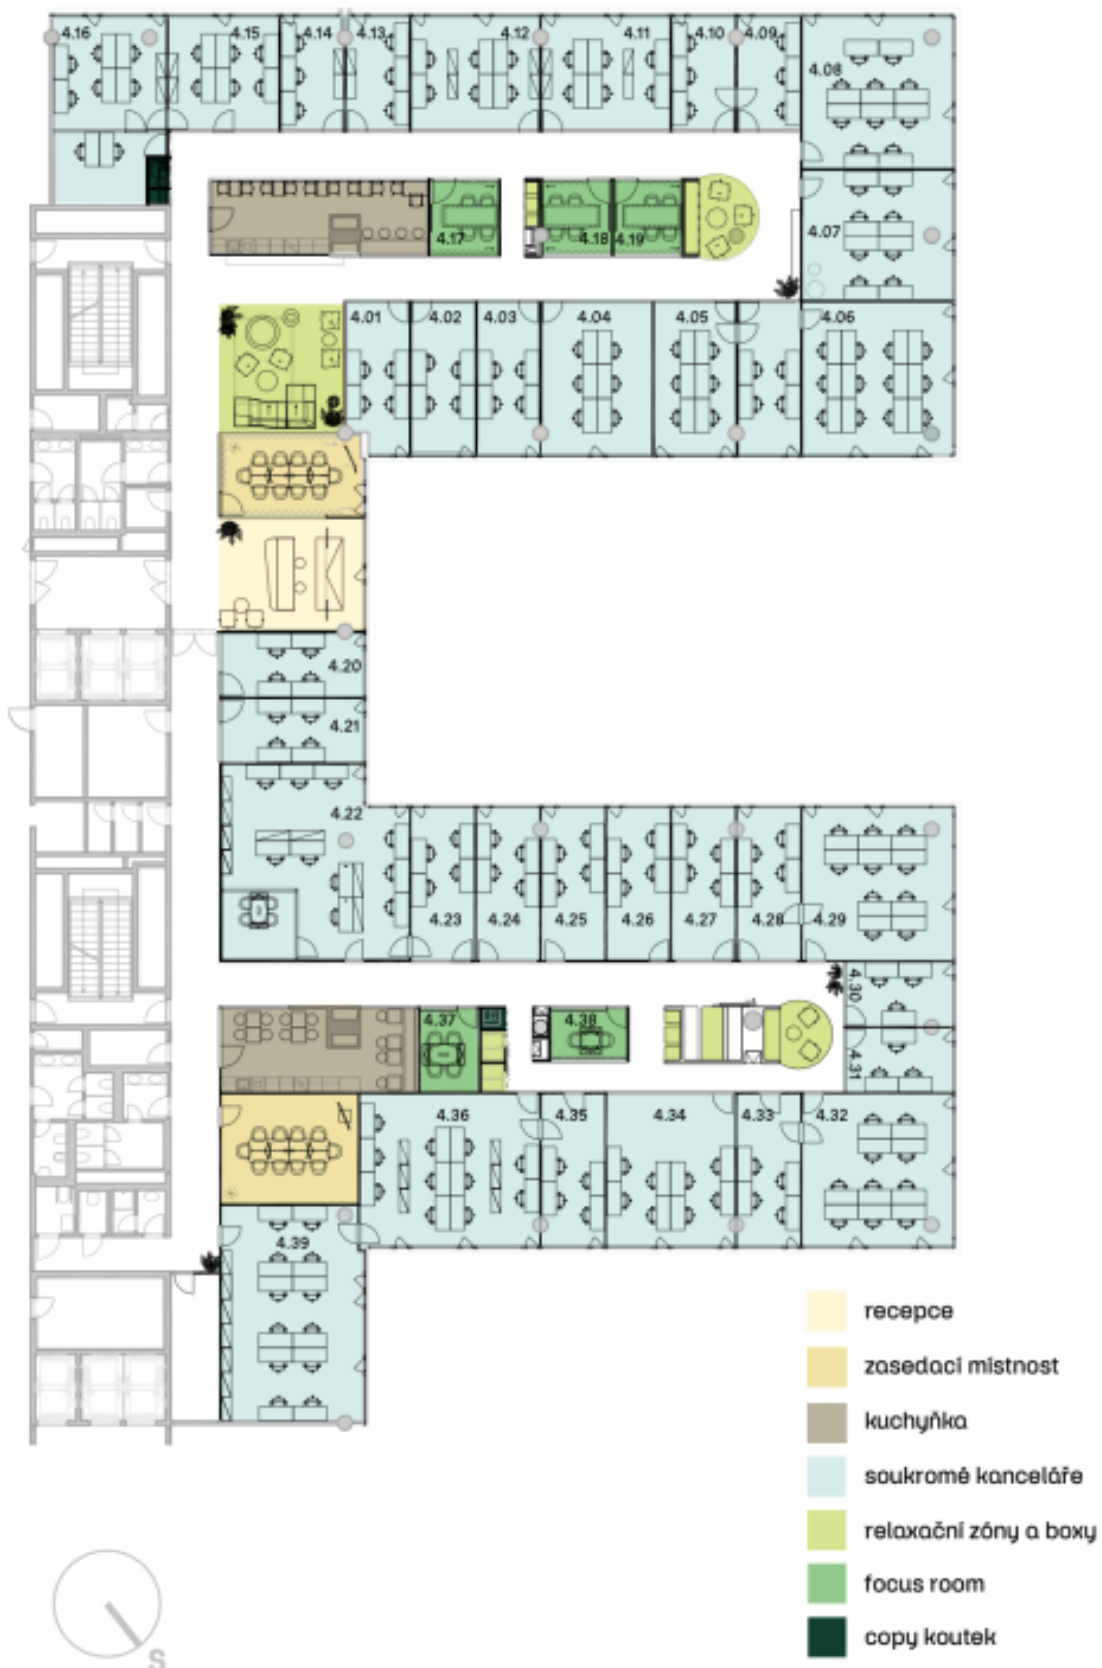 4.16 4.15 4.14 4.13 4.12 4.11 4.10 4.09
4.08
4.17 4.18 4.19 4.07
4.01 4.02 4.03 4.04 4.05 4.06
4.20
4.21
4.22
4.23 4.24 4.25 4.26 4.27 4.28 4.29
4.30
4.31
4.37 4.38
4.36 4.35 4.34 4.33 4.32
4.39
recepce
zasedací místnost
kuchyňka
soukromé kanceláře
relaxační zóny a boxy
focus room
copy koutek
S